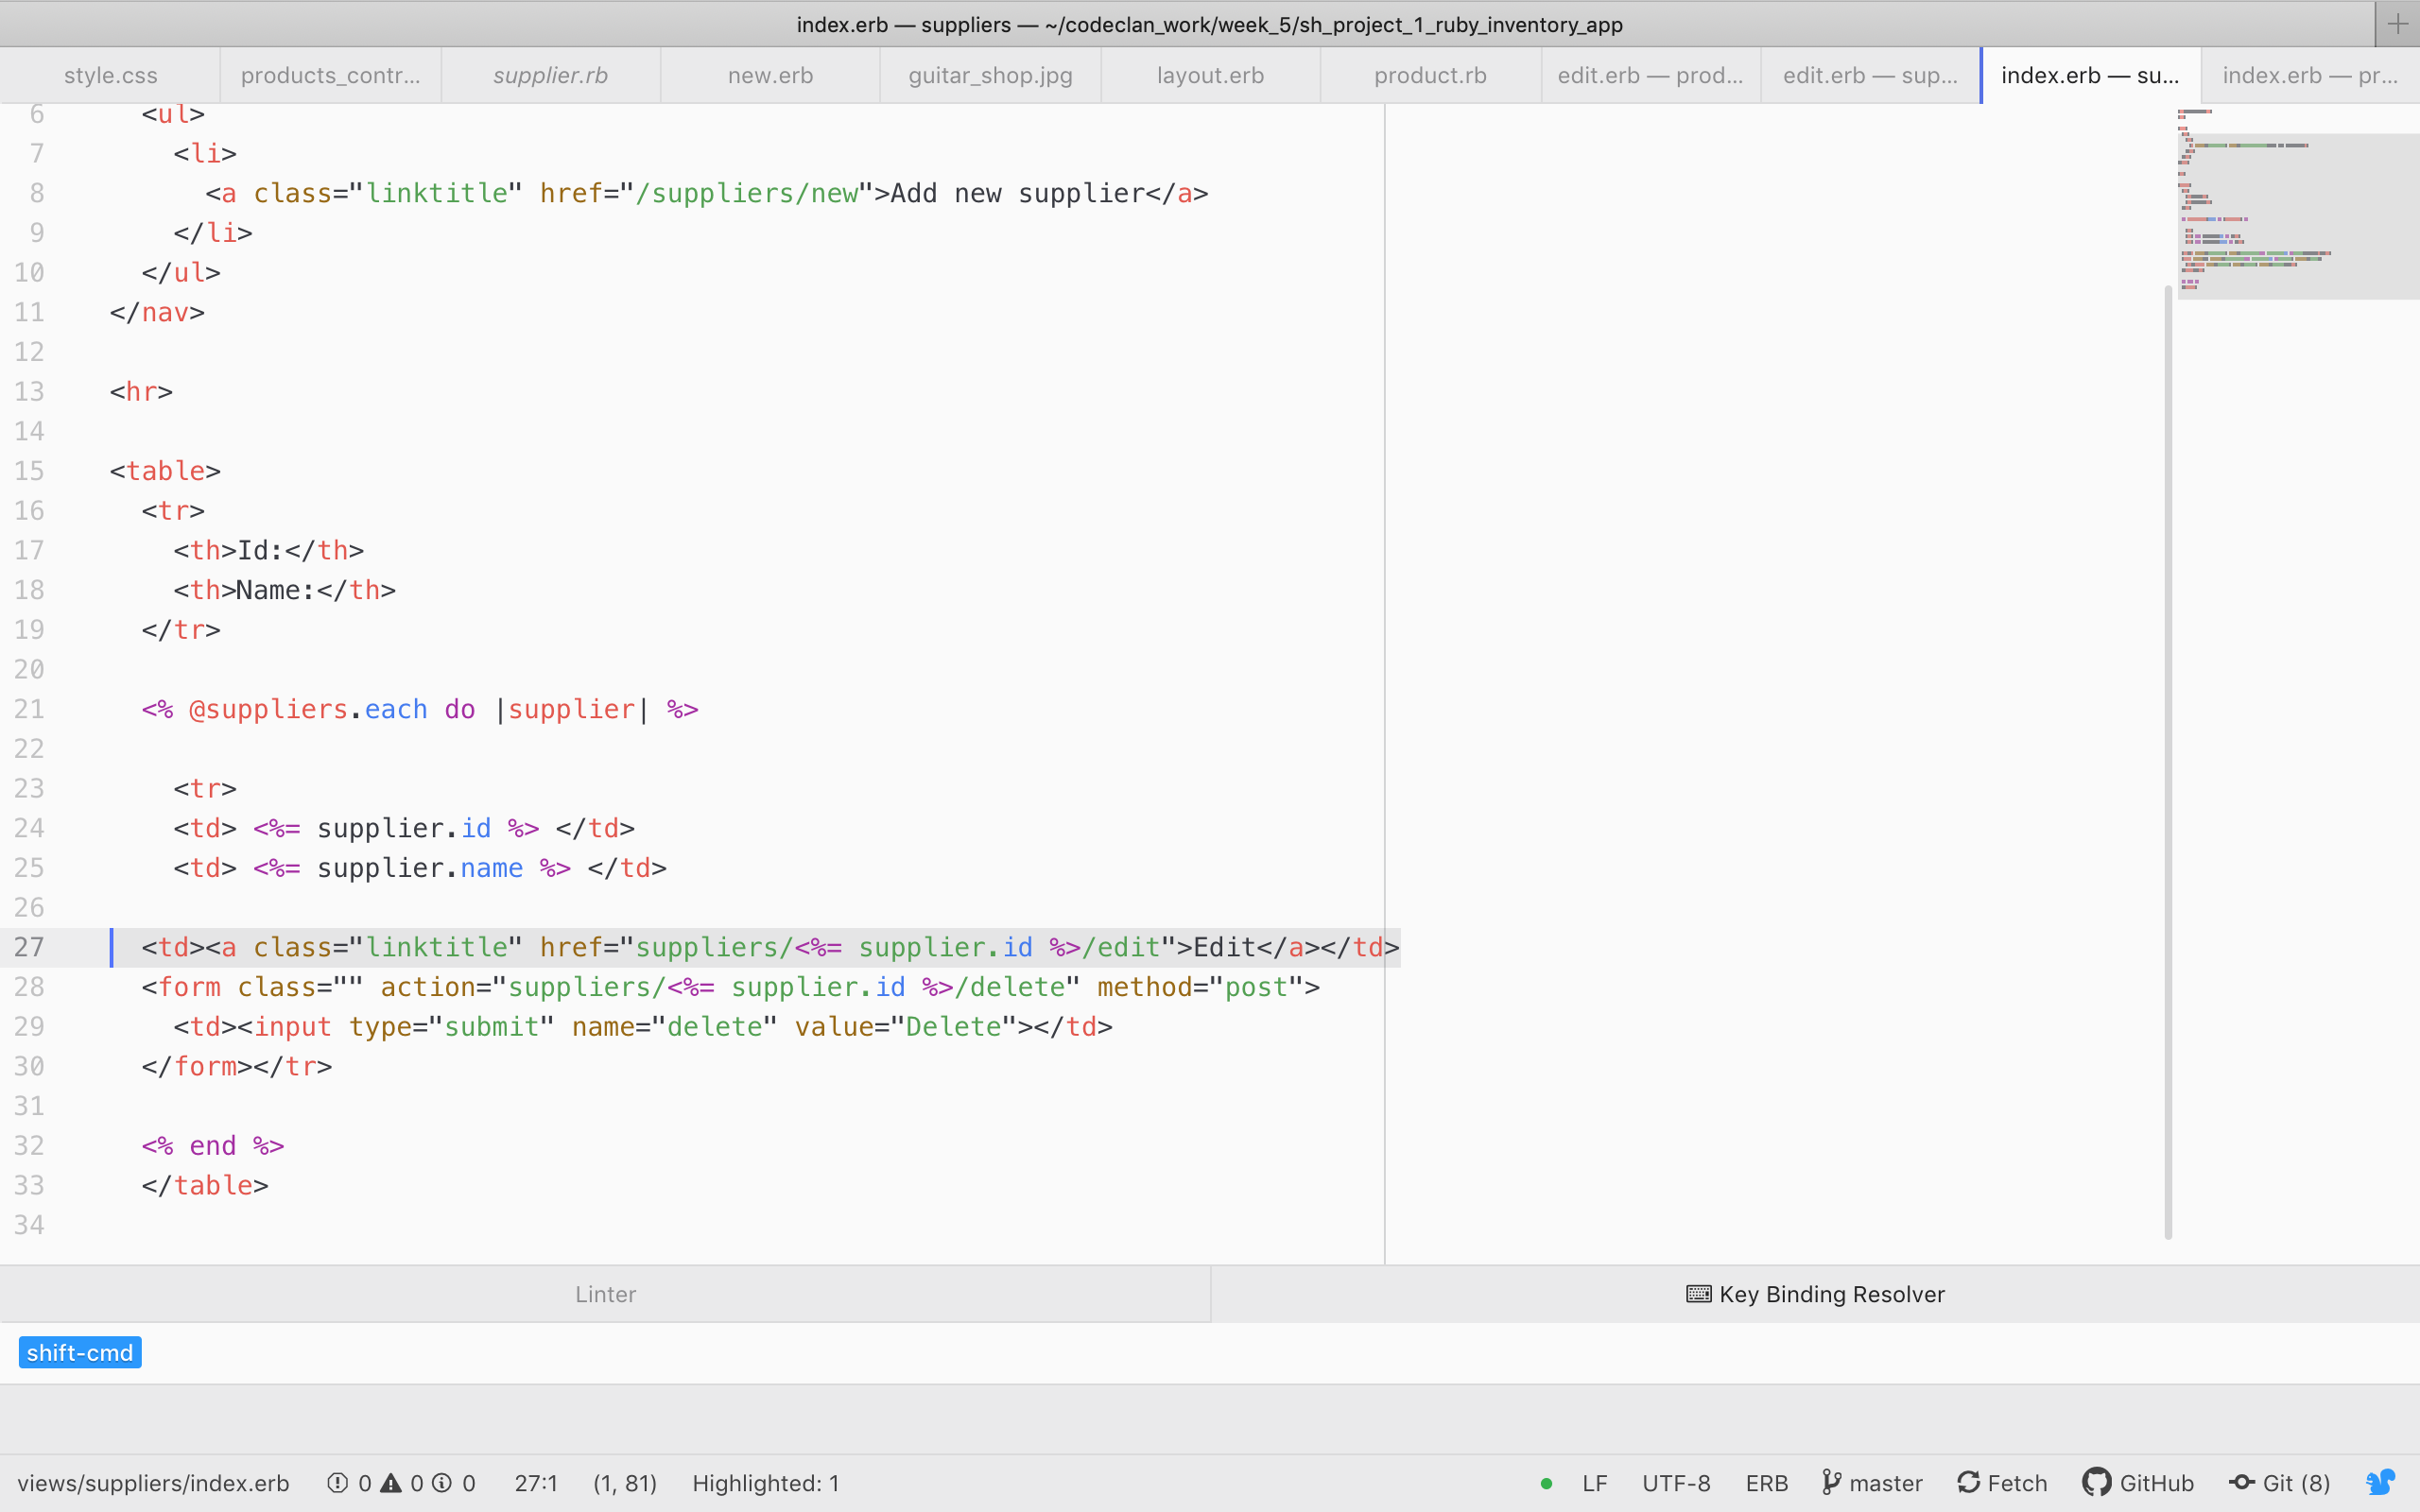 index.erb — suppliers — ~/codeclan_work/week_5/sh_project_1_ruby_inventory_app
style.css products_contr... supplier.rb new.erb guitar_shop.jpg layout.erb product.rb edit.erb — prod... edit.erb — sup... index.erb — su... index.erb — pr...
6 <ul>
7 <li>
8 <a class="linktitle" href="/suppliers/new">Add new supplier</a>
9 </li>
10 </ul>
11 </nav>
12
13 <hr>
14
15 <table>
16 <tr>
17 <th>Id:</th>
18 <th>Name:</th>
19 </tr>
20
21 <% @suppliers.each do |supplier| %>
22
23 <tr>
24 <td> <%= supplier.id %> </td>
25 <td> <%= supplier.name %> </td>
26
27 <td><a class="linktitle" href="suppliers/<%= supplier.id %>/edit">Edit</a></td>
28 <form class="" action="suppliers/<%= supplier.id %>/delete" method="post">
29 <td><input type="submit" name="delete" value="Delete"></td>
30 </form></tr>
31
32 <% end %>
33 </table>
34
Linter Key Binding Resolver
shift-cmd
views/suppliers/index.erb 0 0 0 27:1 (1, 81) Highlighted: 1 LF UTF-8 ERB master Fetch GitHub Git (8)